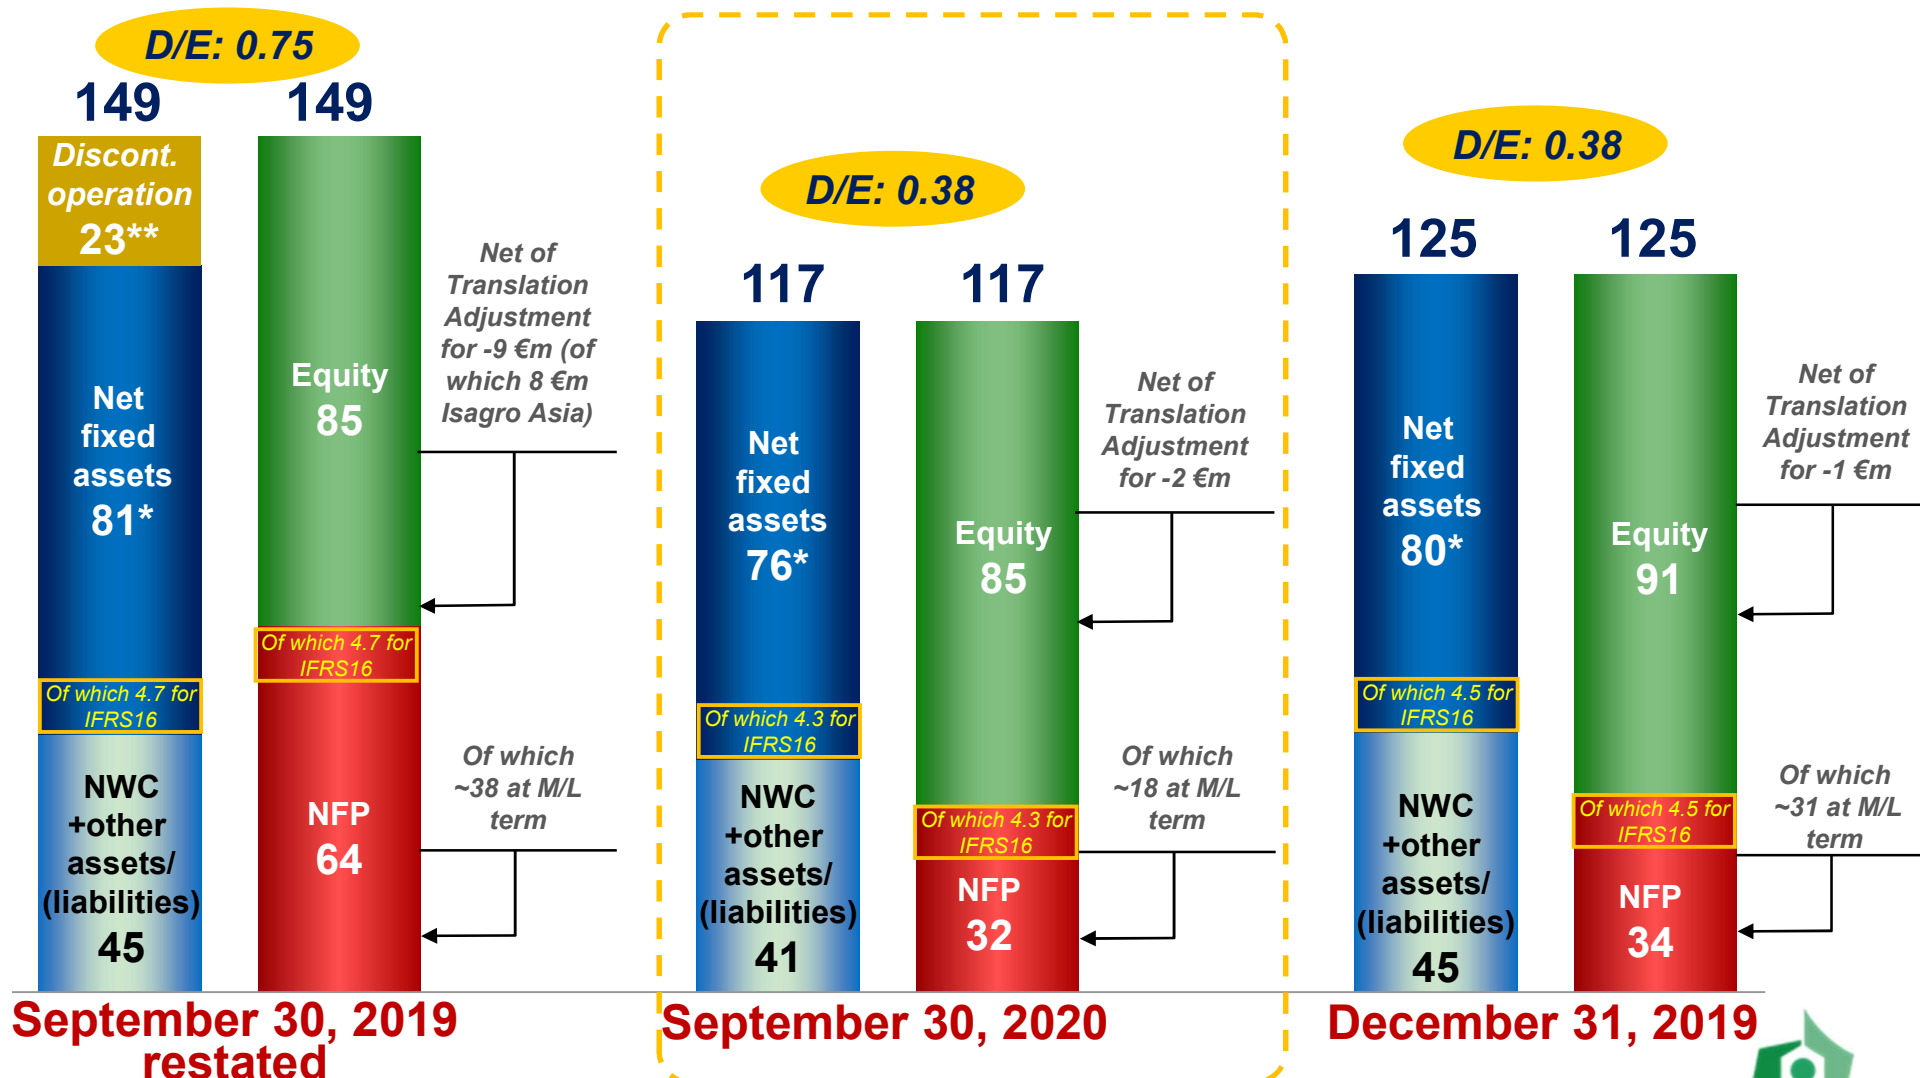 D/E: 0.75
149
149
Discont.
operation
23**
Net
fixed
assets
81*
Of which 4.7 for
IFRS16
NWC
+other
assets/
(liabilities)
45
Equity
85
Of which 4.7 for
IFRS16
NFP
64
Net of
Translation
Adjustment
for -9 €m (of
which 8 €m
Isagro Asia)
Of which
~38 at M/L
term
September 30, 2019
restated
D/E: 0.38
117
117
Net
fixed
assets
76*
Of which 4.3 for
IFRS16
NWC
+other
assets/
(liabilities)
41
Equity
85
Of which 4.3 for
IFRS16
NFP
32
Net of
Translation
Adjustment
for -2 €m
Of which
~18 at M/L
term
September 30, 2020
D/E: 0.38
125
125
Net
fixed
assets
80*
Of which 4.5 for
IFRS16
NWC
+other
assets/
(liabilities)
45
Equity
91
Of which 4.5 for
IFRS16
NFP
34
Net of
Translation
Adjustment
for -1 €m
Of which
~31 at M/L
term
December 31, 2019